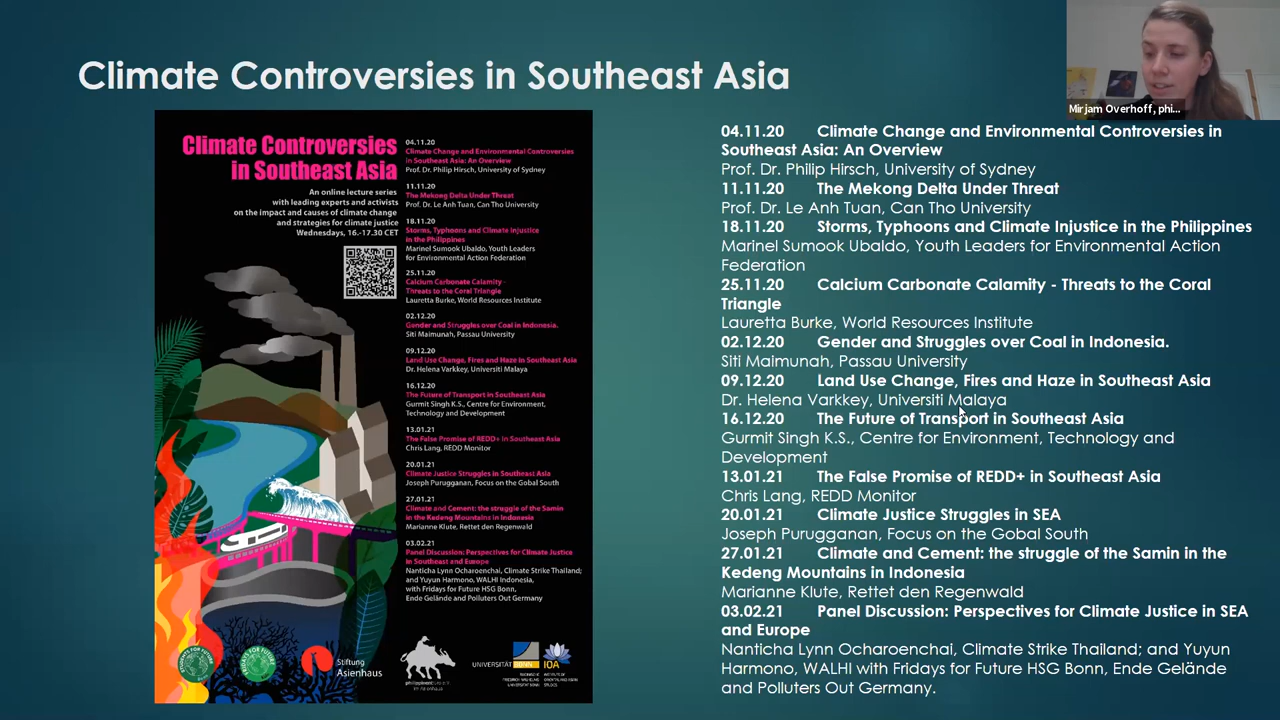 Climate Controversies in Southeast Asia
Mirjam Overhoff, phi...
Climate Controversies
in Southeast Asia
An online lecture series
with leading experts and activists
on the impact and causes of climate change
and strategies for climate justice
Wednesdays, 16.-17.30 CET
04.11.20
Climate Change and Environmental Controversies
in Southeast Asia: An Overview
Prof. Dr. Philip Hirsch, University of Sydney
11.11.20
The Mekong Delta Under Threat
Prof. Dr. Le Anh Tuan, Can Tho University
18.11.20
Storms, Typhoons and Climate Injustice
in the Philippines
Marinel Sumook Ubaldo, Youth Leaders
for Environmental Action Federation
25.11.20
Calcium Carbonate Calamity -
Threats to the Coral Triangle
Lauretta Burke, World Resources Institute
02.12.20
Gender and Struggles over Coal in Indonesia.
Siti Maimunah, Passau University
09.12.20
Land Use Change, Fires and Haze in Southeast Asia
Dr. Helena Varkkey, Universiti Malaya
16.12.20
The Future of Transport in Southeast Asia
Gurmit Singh K.S., Centre for Environment,
Technology and Development
13.01.21
The False Promise of REDD+ in Southeast Asia
Chris Lang, REDD Monitor
20.01.21
Climate Justice Struggles in Southeast Asia
Joseph Purugganan, Focus on the Gobal South
27.01.21
Climate and Cement: the struggle of the Samin
in the Kedeng Mountains in Indonesia
Marianne Klute, Rettet den Regenwald
03.02.21
Panel Discussion: Perspectives for Climate Justice
in Southeast and Europe
Nanticha Lynn Ocharoenchai, Climate Strike Thailand;
and Yuyun Harmono, WALHI Indonesia,
with Fridays for Future HSG Bonn,
Ende Gelände and Polluters Out Germany
Stiftung
Asienhaus
UNIVERSITÄT BONN
IOA
04.11.20 Climate Change and Environmental Controversies in
Southeast Asia: An Overview
Prof. Dr. Philip Hirsch, University of Sydney
11.11.20 The Mekong Delta Under Threat
Prof. Dr. Le Anh Tuan, Can Tho University
18.11.20 Storms, Typhoons and Climate Injustice in the Philippines
Marinel Sumook Ubaldo, Youth Leaders for Environmental Action
Federation
25.11.20 Calcium Carbonate Calamity - Threats to the Coral
Triangle
Lauretta Burke, World Resources Institute
02.12.20 Gender and Struggles over Coal in Indonesia.
Siti Maimunah, Passau University
09.12.20 Land Use Change, Fires and Haze in Southeast Asia
Dr. Helena Varkkey, Universiti Malaya
16.12.20 The Future of Transport in Southeast Asia
Gurmit Singh K.S., Center for Environment, Technology and
Development
13.01.21 The False Promise of REDD+ in Southeast Asia
Chris Lang, REDD Monitor
20.01.21 Climate Justice Struggles in SEA
Joseph Purugganan, Focus on the Gobal South
27.01.21 Climate and Cement: the struggle of the Samin in the
Kedeng Mountains in Indonesia
Marianne Klute, Rettet den Regenwald
03.02.21 Panel Discussion: Perspectives for Climate Justice in SEA
and Europe
Nanticha Lynn Ocharoenchai, Climate Strike Thailand; and Yuyun
Harmono, WALHI with Fridays for Future HSG Bonn, Ende Gelände
and Polluters Out Germany.